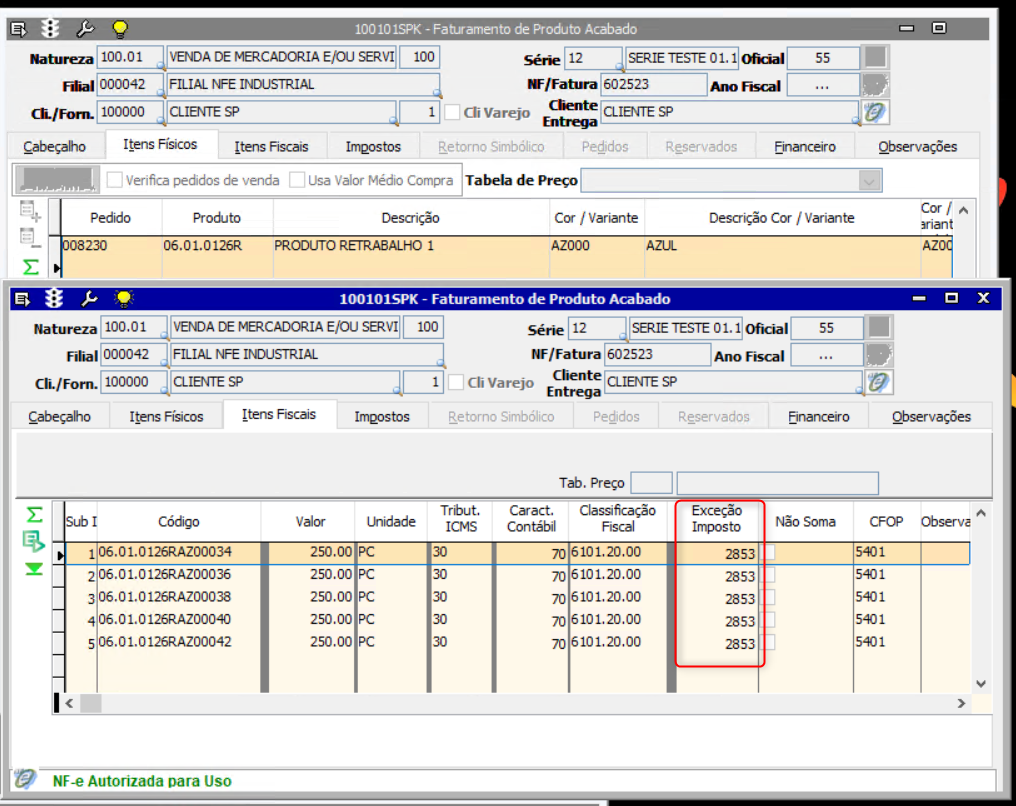 100101SPK - Faturamento de Produto Acabado
Natureza 100.01 VENDA DE MERCADORIA E/OU SERVI 100 Série 12 SERIE TESTE 01.1 Oficial 55
Filial 000042 FILIAL NFE INDUSTRIAL NF/Fatura 602523 Ano Fiscal ...
Cli./Forn. 100000 CLIENTE SP 1 Cli Varejo Cliente Entrega CLIENTE SP
Cabeçalho Itens Físicos Itens Fiscais Impostos Retorno Simbólico Pedidos Reservados Financeiro Observações
Verifica pedidos de venda Usa Valor Médio Compra Tabela de Preço
Pedido Produto Descrição Cor / Variante Descrição Cor / Variante Cor / ariant
008230 06.01.0126R PRODUTO RETRABALHO 1 AZ000 AZUL AZ00
100101SPK - Faturamento de Produto Acabado
Natureza 100.01 VENDA DE MERCADORIA E/OU SERVI 100 Série 12 SERIE TESTE 01.1 Oficial 55
Filial 000042 FILIAL NFE INDUSTRIAL NF/Fatura 602523 Ano Fiscal ...
Cli./Forn. 100000 CLIENTE SP 1 Cli Varejo Cliente Entrega CLIENTE SP
Cabeçalho Itens Físicos Itens Fiscais Impostos Retorno Simbólico Pedidos Reservados Financeiro Observações
Tab. Preço
Sub I Código Valor Unidade Tribut. ICMS Caract. Contábil Classificação Fiscal Exceção Imposto Não Soma CFOP Observa
1 06.01.0126RAZ00034 250.00 PC 30 70 6101.20.00 2853 5401
2 06.01.0126RAZ00036 250.00 PC 30 70 6101.20.00 2853 5401
3 06.01.0126RAZ00038 250.00 PC 30 70 6101.20.00 2853 5401
4 06.01.0126RAZ00040 250.00 PC 30 70 6101.20.00 2853 5401
5 06.01.0126RAZ00042 250.00 PC 30 70 6101.20.00 2853 5401
NF-e Autorizada para Uso